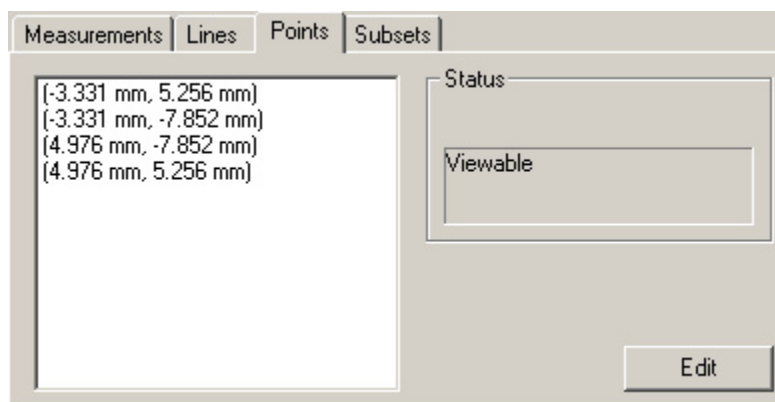 Measurements Lines Points Subsets
(-3.331 mm, 5.256 mm)
(-3.331 mm, -7.852 mm)
(4.976 mm, -7.852 mm)
(4.976 mm, 5.256 mm)
Status
Viewable
Edit